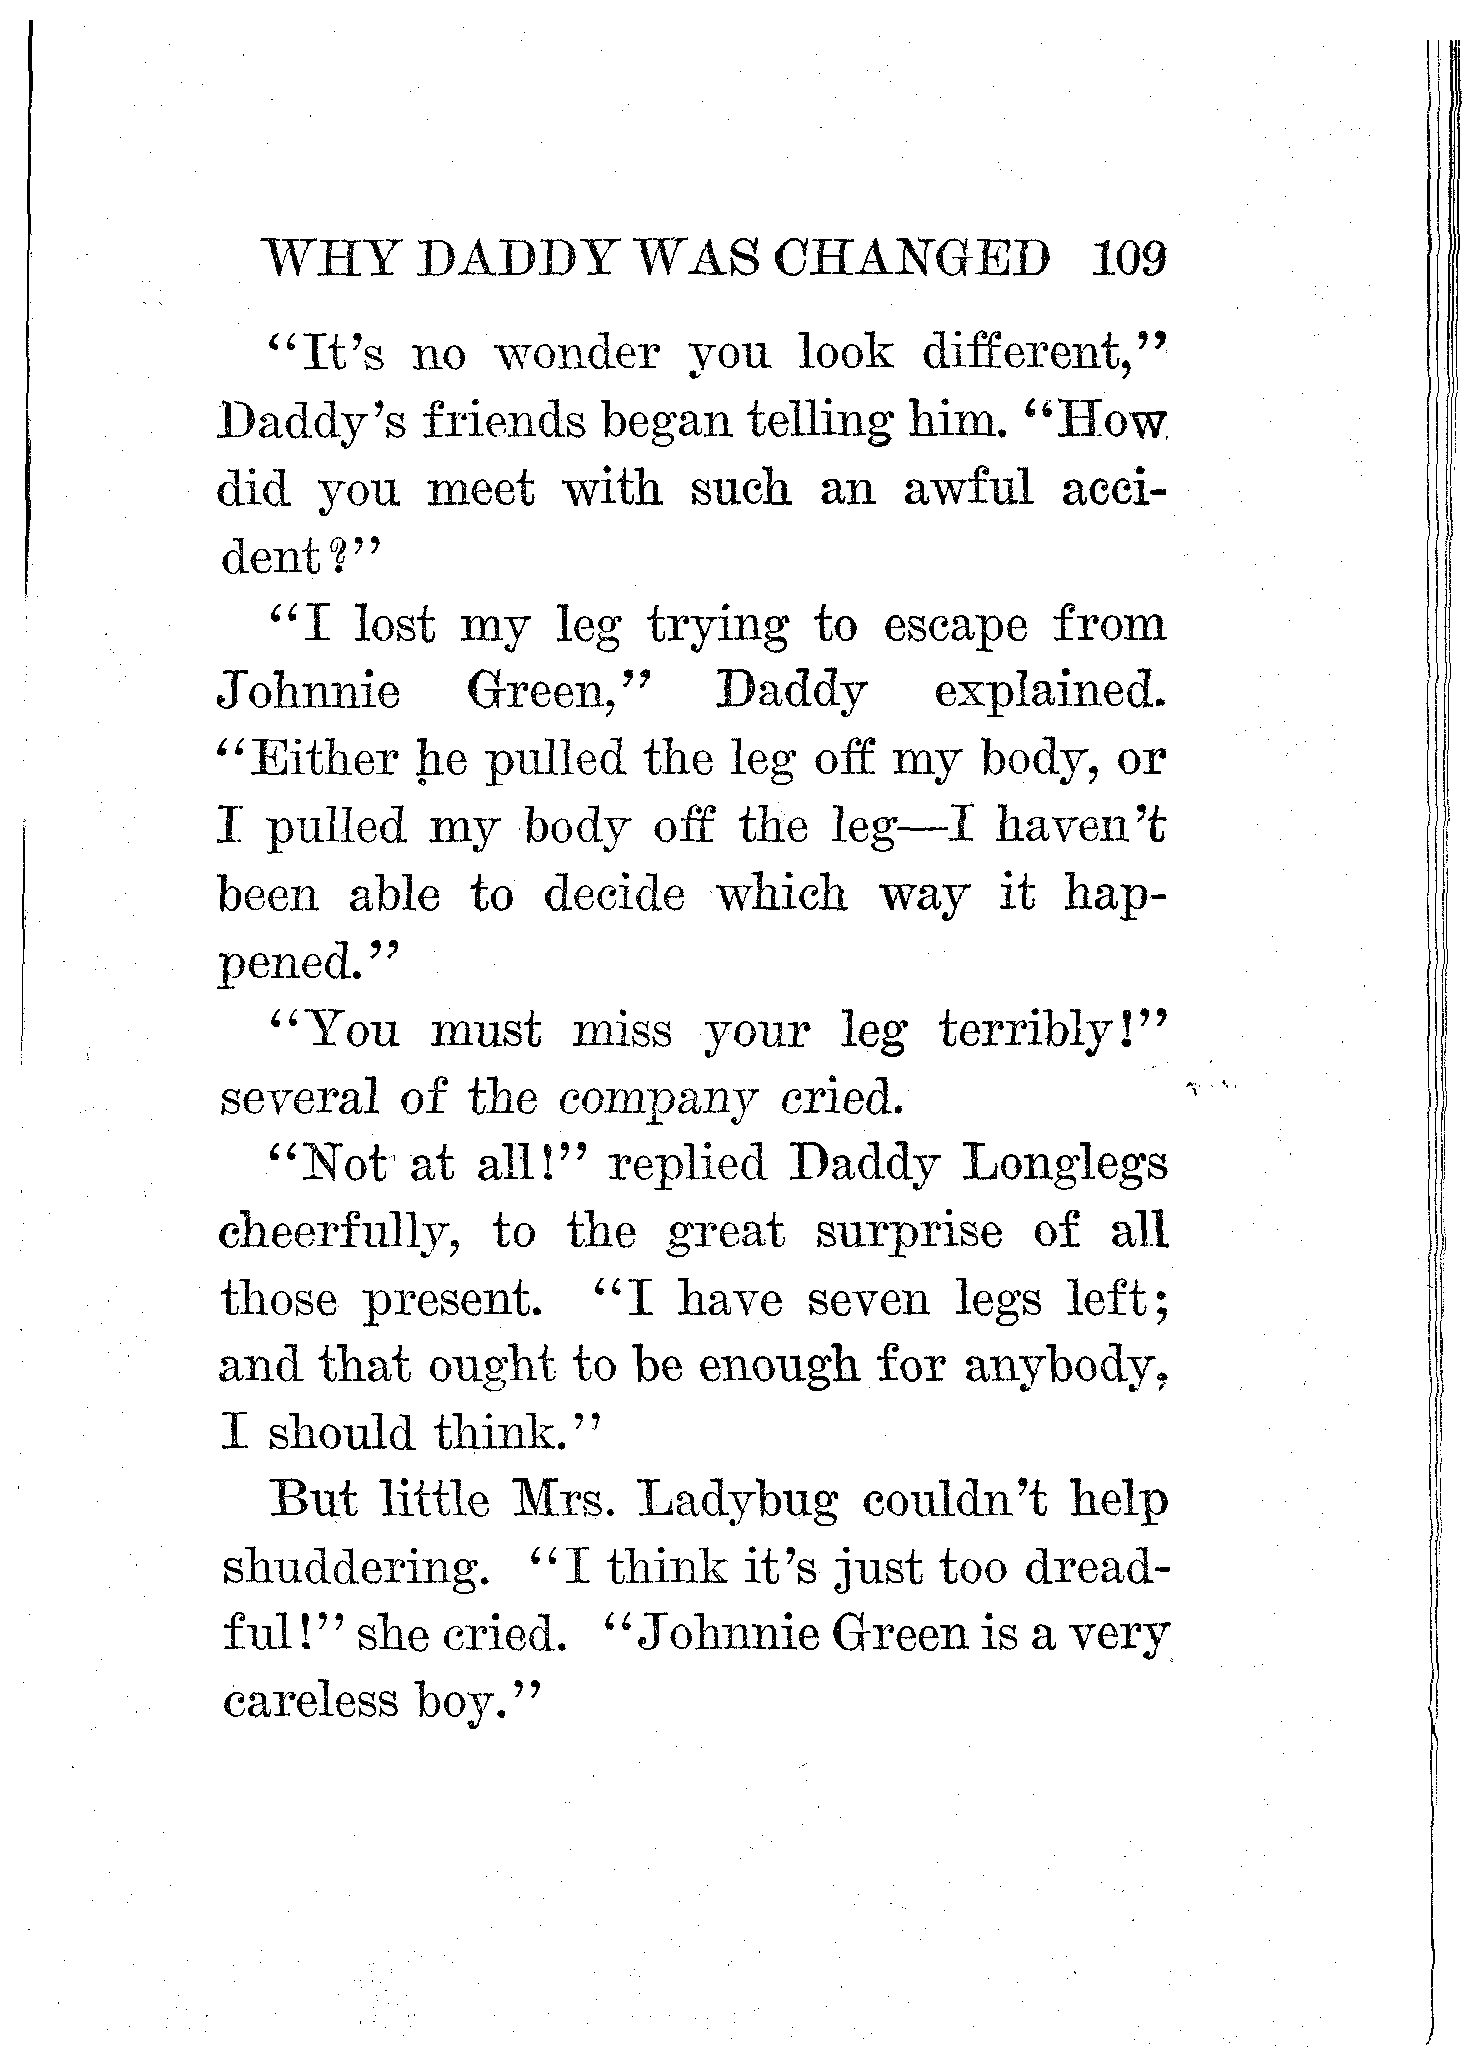 WHY DADDY WAS CHANGED 109
“It’s no wonder you look different,”
Daddy’s friends began telling him. “How
did you meet with such an awful acci-
dent?”
“I lost my leg trying to escape from
Johnnie Green,” Daddy explained.
“Either he pulled the leg off my body, or
I pulled my body off the leg—I haven’t
been able to decide which way it hap-
pened.”
“You must miss your leg terribly!”
several of the company cried.
“Not at all!” replied Daddy Longlegs
cheerfully, to the great surprise of all
those present. “I have seven legs left;
and that ought to be enough for anybody,
I should think.”
But little Mrs. Ladybug couldn’t help
shuddering. “I think it’s just too dread-
ful!” she cried. “Johnnie Green is a very
careless boy.”